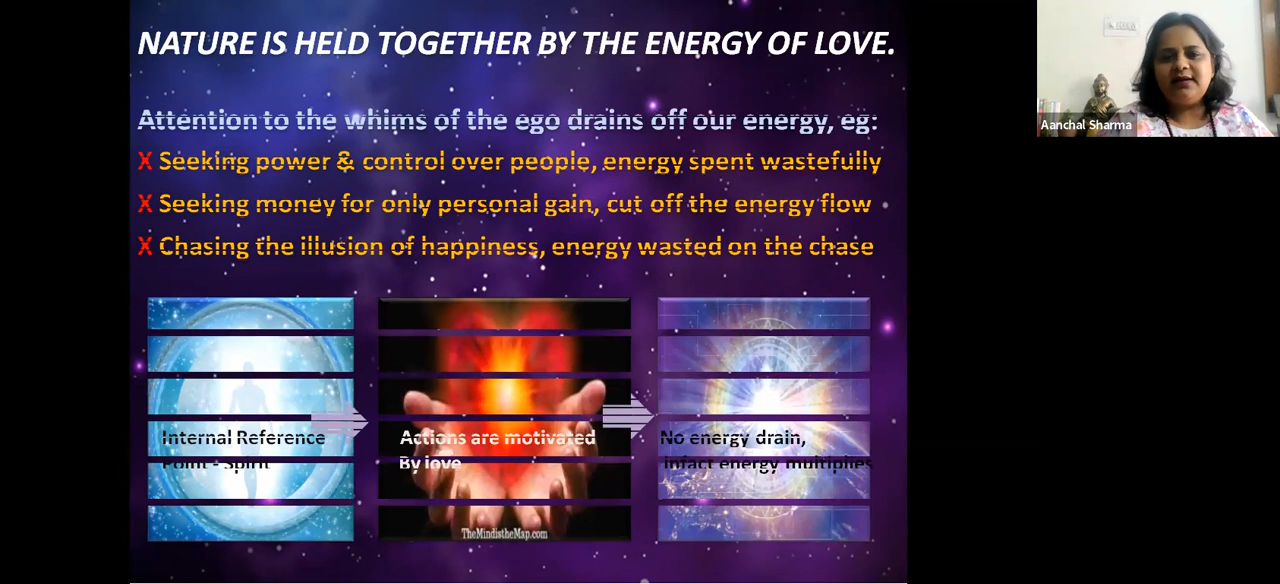 NATURE IS HELD TOGETHER BY THE ENERGY OF LOVE.
Attention to the whims of the ego drains off our energy, eg:
X Seeking power & control over people, energy spent wastefully
X Seeking money for only personal gain, cut off the energy flow
X Chasing the illusion of happiness, energy wasted on the chase
Internal Reference
Point - Spirit
Actions are motivated
By love
No energy drain,
infact energy multiplies
TheMindistheMap.com
Aanchal Sharma